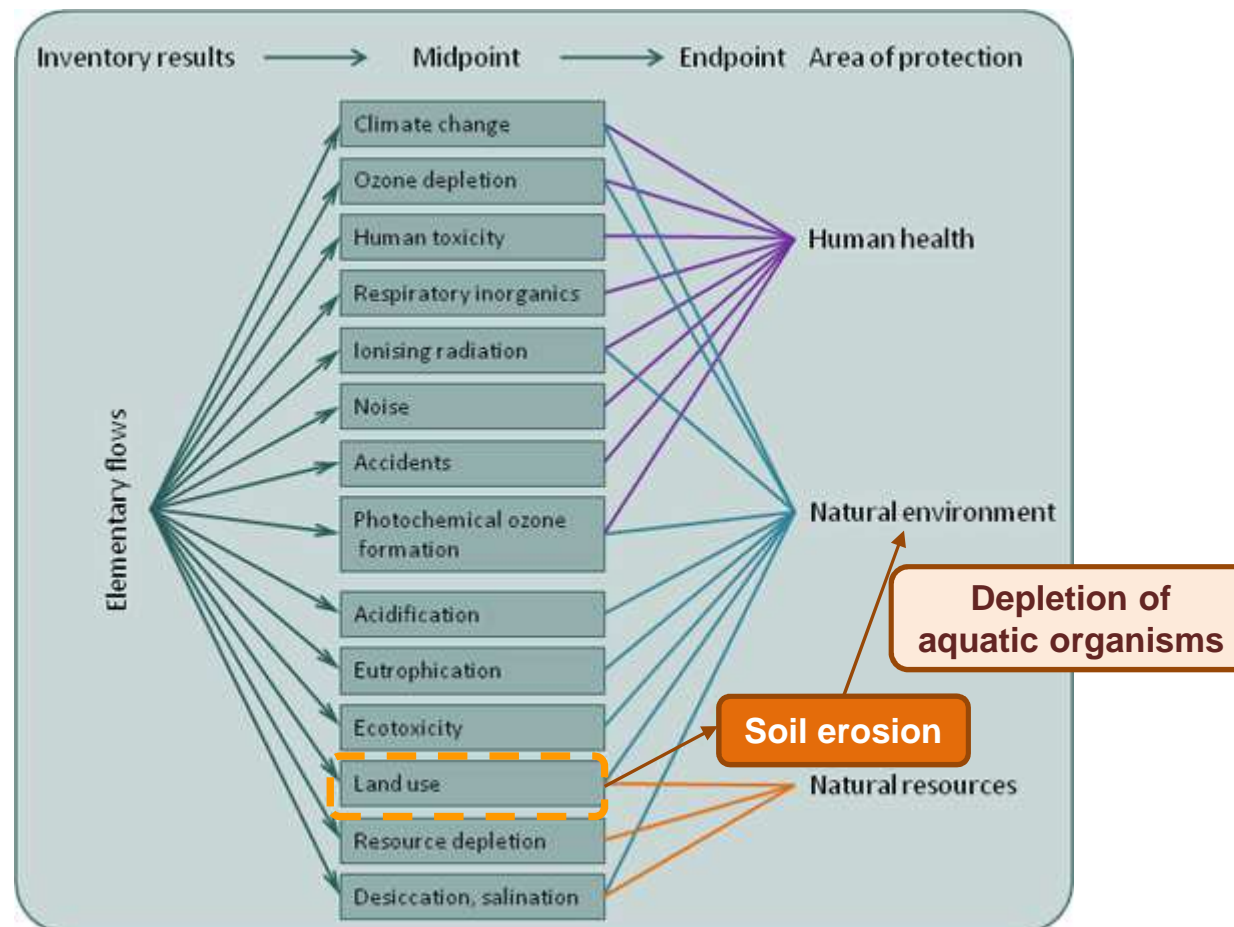 Inventory results
Midpoint
Endpoint
Area of protection
Climate change
Ozone depletion
Human toxicity
Respiratory inorganics
Ionising radiation
Noise
Accidents
Photochemical ozone
formation
Acidification
Eutrophication
Ecotoxicity
Land use
Resource depletion
Desiccation, salination
Elementary flows
Human health
Natural environment
Depletion of
aquatic organisms
Soil erosion
Natural resources